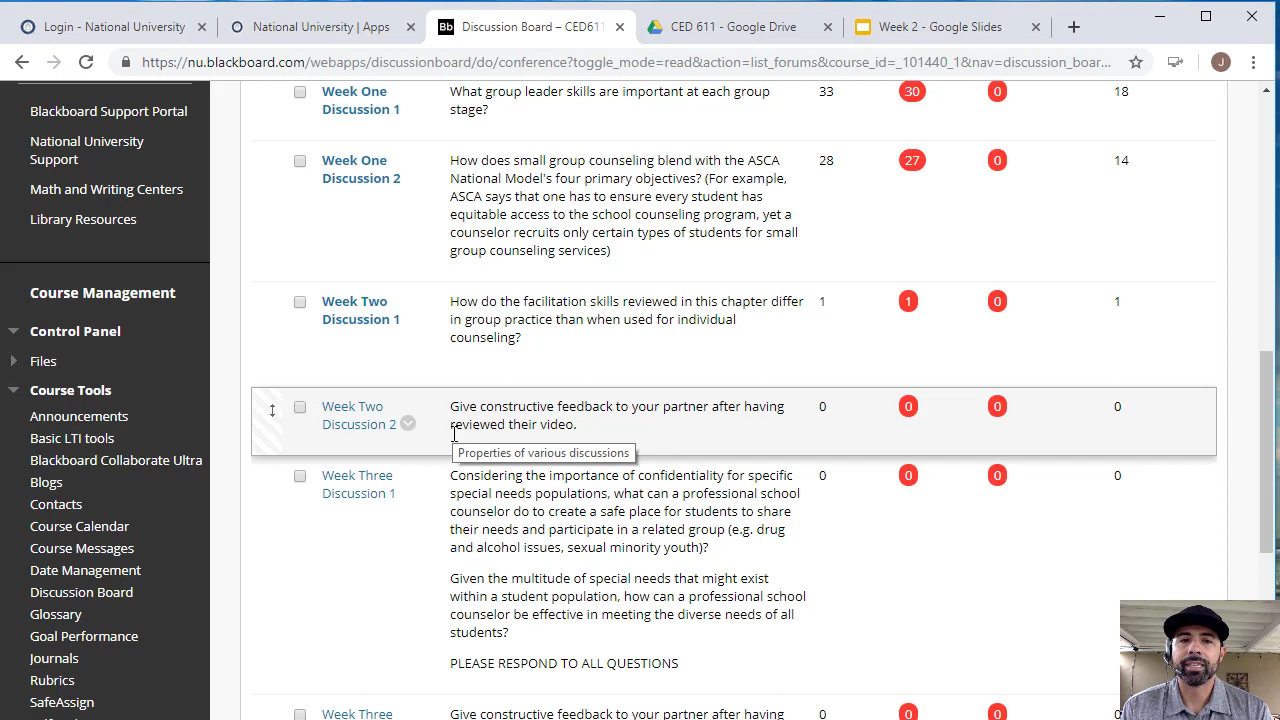 Login - National University
National University | Apps
Bb
Discussion Board – CED611
CED 611 - Google Drive
Week 2 - Google Slides
https://nu.blackboard.com/webapps/discussionboard/do/conference?toggle_mode=read&action=list_forums&course_id=_101440_1&nav=discussion_boar...
J
Blackboard Support Portal
National University
Support
Math and Writing Centers
Library Resources
Course Management
Control Panel
Files
Course Tools
Announcements
Basic LTI tools
Blackboard Collaborate Ultra
Blogs
Contacts
Course Calendar
Course Messages
Date Management
Discussion Board
Glossary
Goal Performance
Journals
Rubrics
SafeAssign
Week One
Discussion 1
What group leader skills are important at each group
stage?
33
30
0
18
Week One
Discussion 2
How does small group counseling blend with the ASCA
National Model's four primary objectives? (For example,
ASCA says that one has to ensure every student has
equitable access to the school counseling program, yet a
counselor recruits only certain types of students for small
group counseling services)
28
27
0
14
Week Two
Discussion 1
How do the facilitation skills reviewed in this chapter differ
in group practice than when used for individual
counseling?
1
1
0
1
Week Two
Discussion 2
Give constructive feedback to your partner after having
reviewed their video.
0
0
0
0
Properties of various discussions
Week Three
Discussion 1
Considering the importance of confidentiality for specific
special needs populations, what can a professional school
counselor do to create a safe place for students to share
their needs and participate in a related group (e.g. drug
and alcohol issues, sexual minority youth)?
Given the multitude of special needs that might exist
within a student population, how can a professional school
counselor be effective in meeting the diverse needs of all
students?
PLEASE RESPOND TO ALL QUESTIONS
0
0
0
0
Week Three
Give constructive feedback to your partner after having
0
0
0